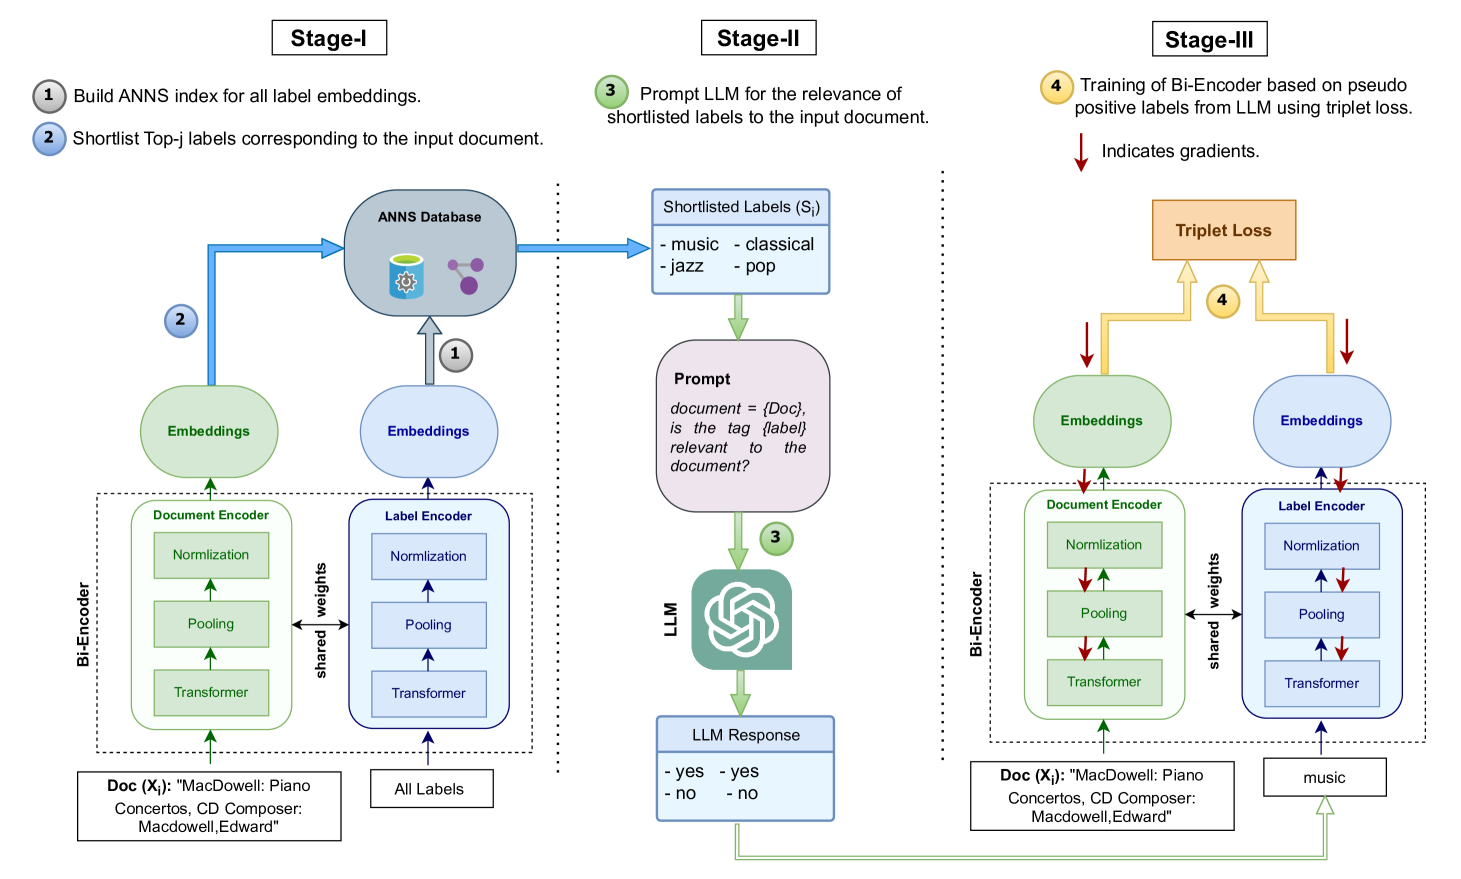 Stage-I
1 Build ANNS index for all label embeddings.
2 Shortlist Top-j labels corresponding to the input document.
ANNS Database
2
1
Embeddings
Embeddings
Bi-Encoder
Document Encoder
Normlization
Pooling
Transformer
shared weights
Label Encoder
Normlization
Pooling
Transformer
Doc (Xi): "MacDowell: Piano
Concertos, CD Composer:
Macdowell,Edward"
All Labels
Stage-II
3 Prompt LLM for the relevance of
shortlisted labels to the input document.
Shortlisted Labels (Si)
- music - classical
- jazz - pop
Prompt
document = {Doc},
is the tag {label}
relevant to the
document?
3
LLM
LLM Response
- yes - yes
- no - no
Stage-III
4 Training of Bi-Encoder based on pseudo
positive labels from LLM using triplet loss.
Indicates gradients.
Triplet Loss
4
Embeddings
Embeddings
Bi-Encoder
Document Encoder
Normlization
Pooling
Transformer
shared weights
Label Encoder
Normlization
Pooling
Transformer
Doc (Xi): "MacDowell: Piano
Concertos, CD Composer:
Macdowell,Edward"
music